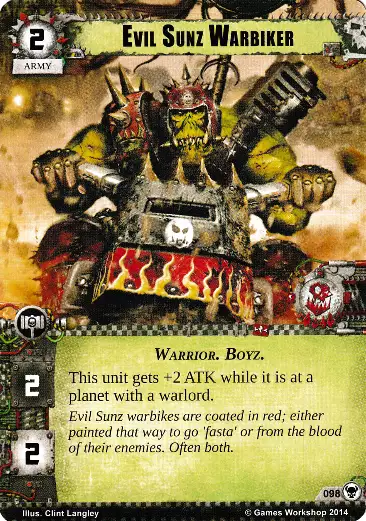 2
EVIL SUNZ WARBIKER
ARMY
WARRIOR. BOYZ.
2
This unit gets +2 ATK while it is at a
planet with a warlord.
Evil Sunz warbikes are coated in red; either
painted that way to go 'fasta' or from the blood
of their enemies. Often both.
2
098
Illus. Clint Langley
© Games Workshop 2014